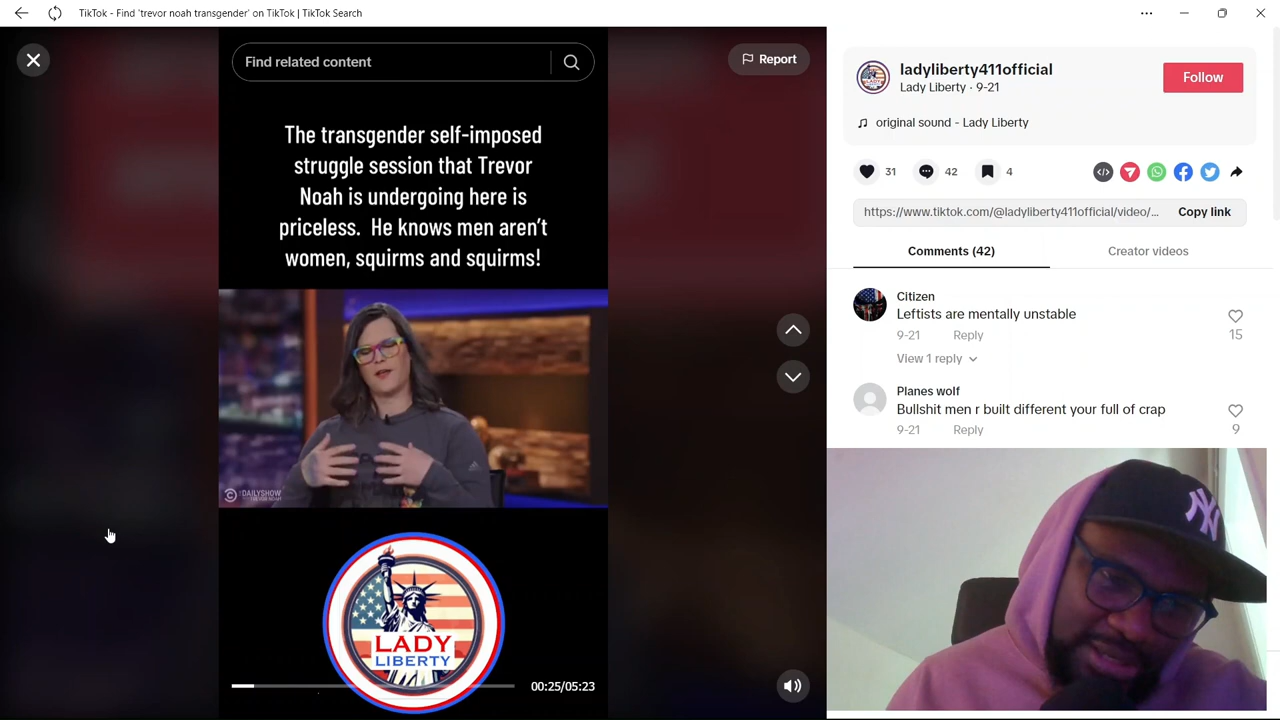 TikTok - Find 'trevor noah transgender' on TikTok | TikTok Search
Find related content
Report
The transgender self-imposed
struggle session that Trevor
Noah is undergoing here is
priceless. He knows men aren't
women, squirms and squirms!
THE DAILYSHOW
LADY
LIBERTY
00:25/05:23
ladyliberty411official
Lady Liberty · 9-21
Follow
original sound - Lady Liberty
31
42
4
https://www.tiktok.com/@ladyliberty411official/video/...
Copy link
Comments (42)
Creator videos
Citizen
Leftists are mentally unstable
9-21
Reply
15
View 1 reply
Planes wolf
Bullshit men r built different your full of crap
9-21
Reply
9
NY